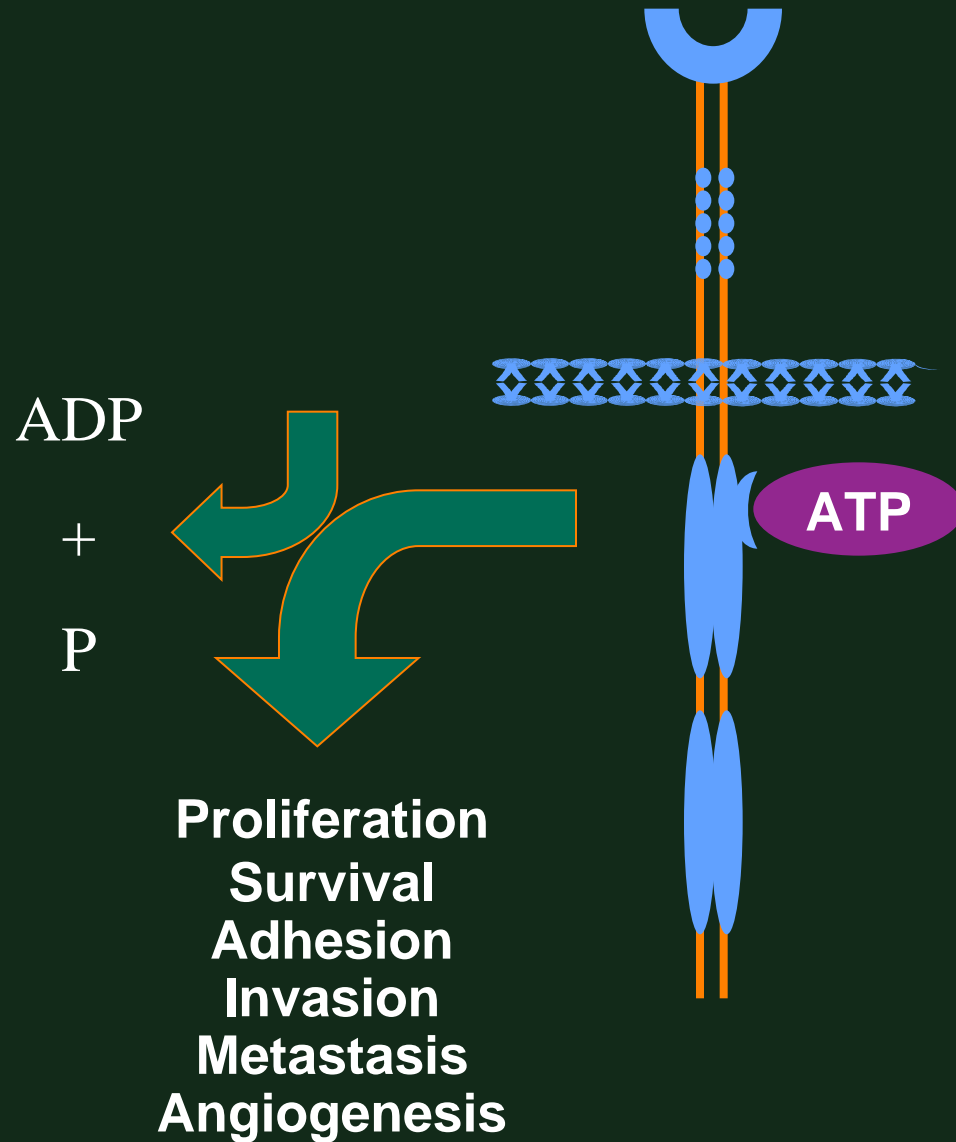 ADP
+
P
ATP
Proliferation
Survival
Adhesion
Invasion
Metastasis
Angiogenesis